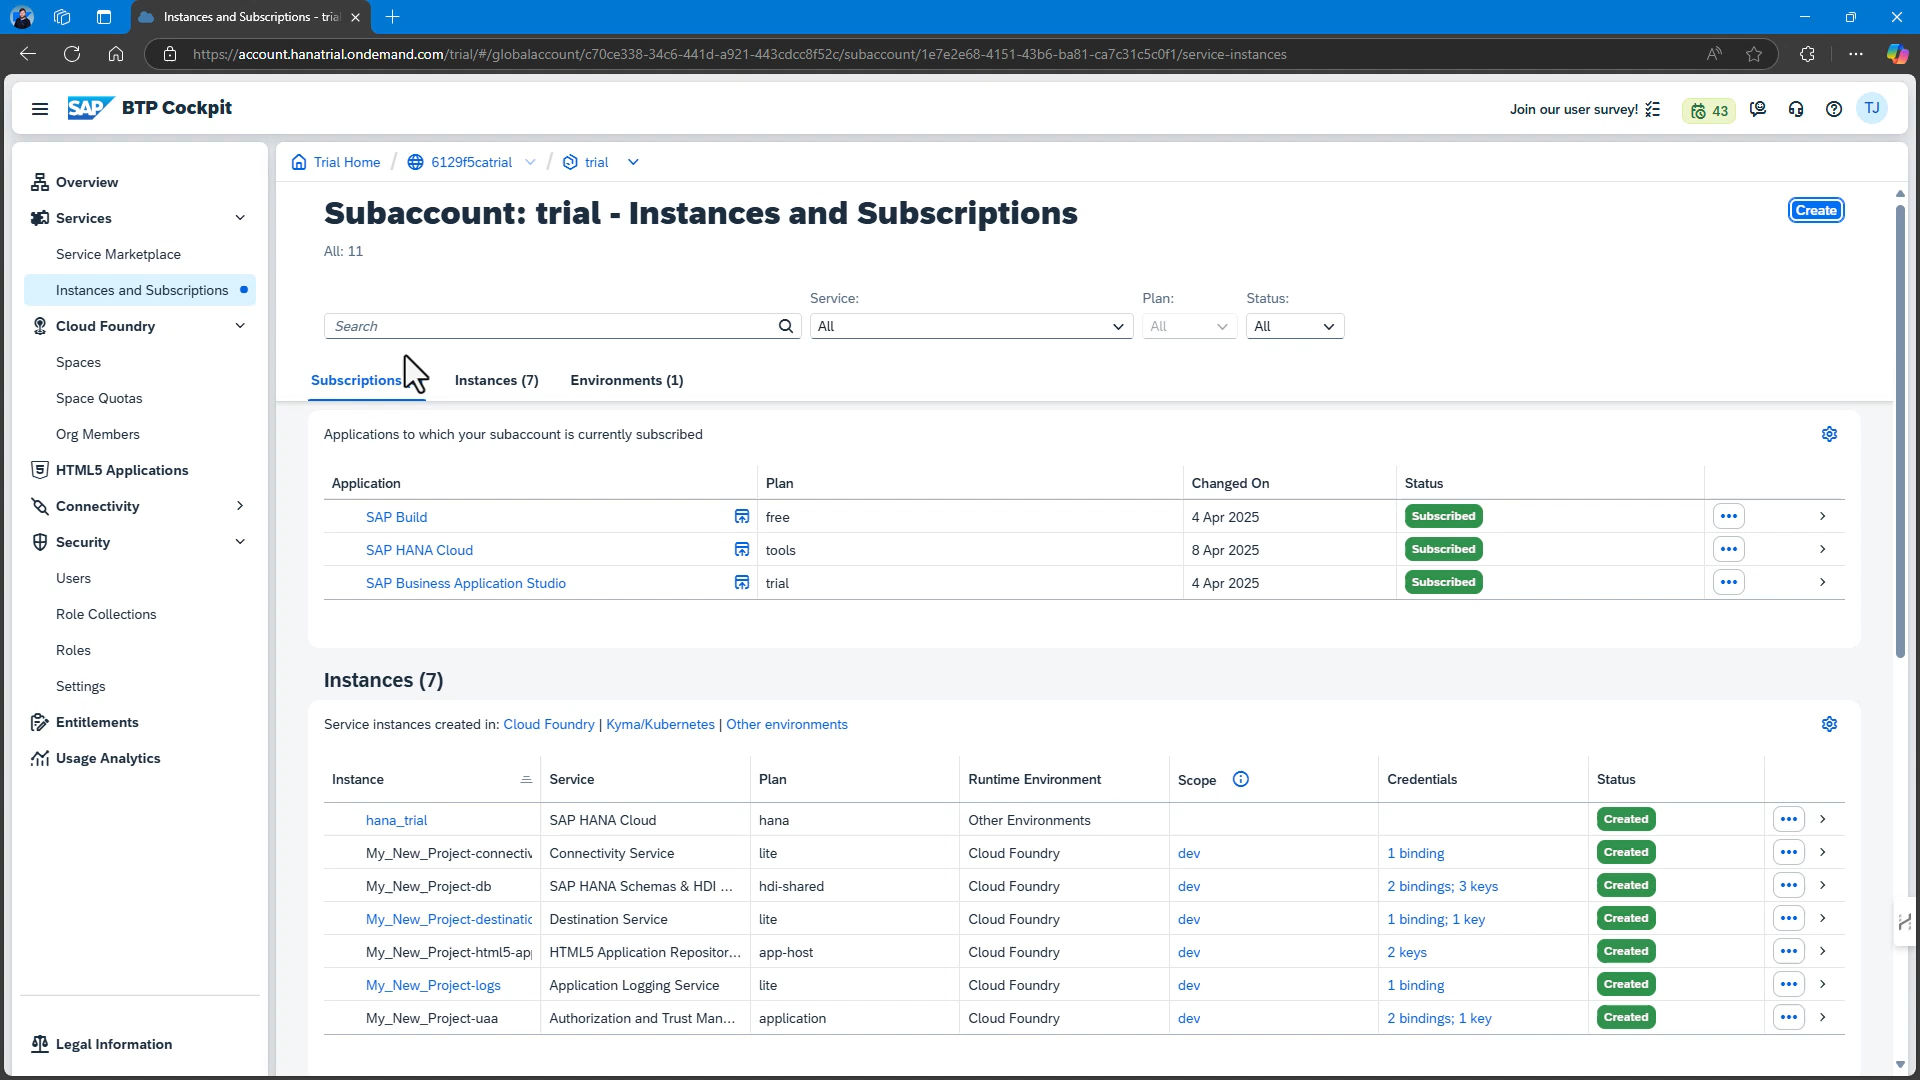 Instances and Subscriptions - trial
https://account.hanatrial.ondemand.com/trial/#/globalaccount/c70ce338-34c6-441d-a921-443cdcc8f52c/subaccount/1e7e2e68-4151-43b6-ba81-ca7c31c5c0f1/service-instances
SAP BTP Cockpit
Join our user survey!
43
TJ
Overview
Services
Service Marketplace
Instances and Subscriptions
Cloud Foundry
Spaces
Space Quotas
Org Members
HTML5 Applications
Connectivity
Security
Users
Role Collections
Roles
Settings
Entitlements
Usage Analytics
Legal Information
Trial Home / 6129f5catrial / trial
Subaccount: trial - Instances and Subscriptions
Create
All: 11
Service: Plan: Status:
Search All All All
Subscriptions Instances (7) Environments (1)
Applications to which your subaccount is currently subscribed
Application Plan Changed On Status
SAP Build free 4 Apr 2025 Subscribed
SAP HANA Cloud tools 8 Apr 2025 Subscribed
SAP Business Application Studio trial 4 Apr 2025 Subscribed
Instances (7)
Service instances created in: Cloud Foundry | Kyma/Kubernetes | Other environments
Instance Service Plan Runtime Environment Scope Credentials Status
hana_trial SAP HANA Cloud hana Other Environments Created
My_New_Project-connectiv Connectivity Service lite Cloud Foundry dev 1 binding Created
My_New_Project-db SAP HANA Schemas & HDI ... hdi-shared Cloud Foundry dev 2 bindings; 3 keys Created
My_New_Project-destinatic Destination Service lite Cloud Foundry dev 1 binding; 1 key Created
My_New_Project-html5-ap HTML5 Application Repositor... app-host Cloud Foundry dev 2 keys Created
My_New_Project-logs Application Logging Service lite Cloud Foundry dev 1 binding Created
My_New_Project-uaa Authorization and Trust Man... application Cloud Foundry dev 2 bindings; 1 key Created